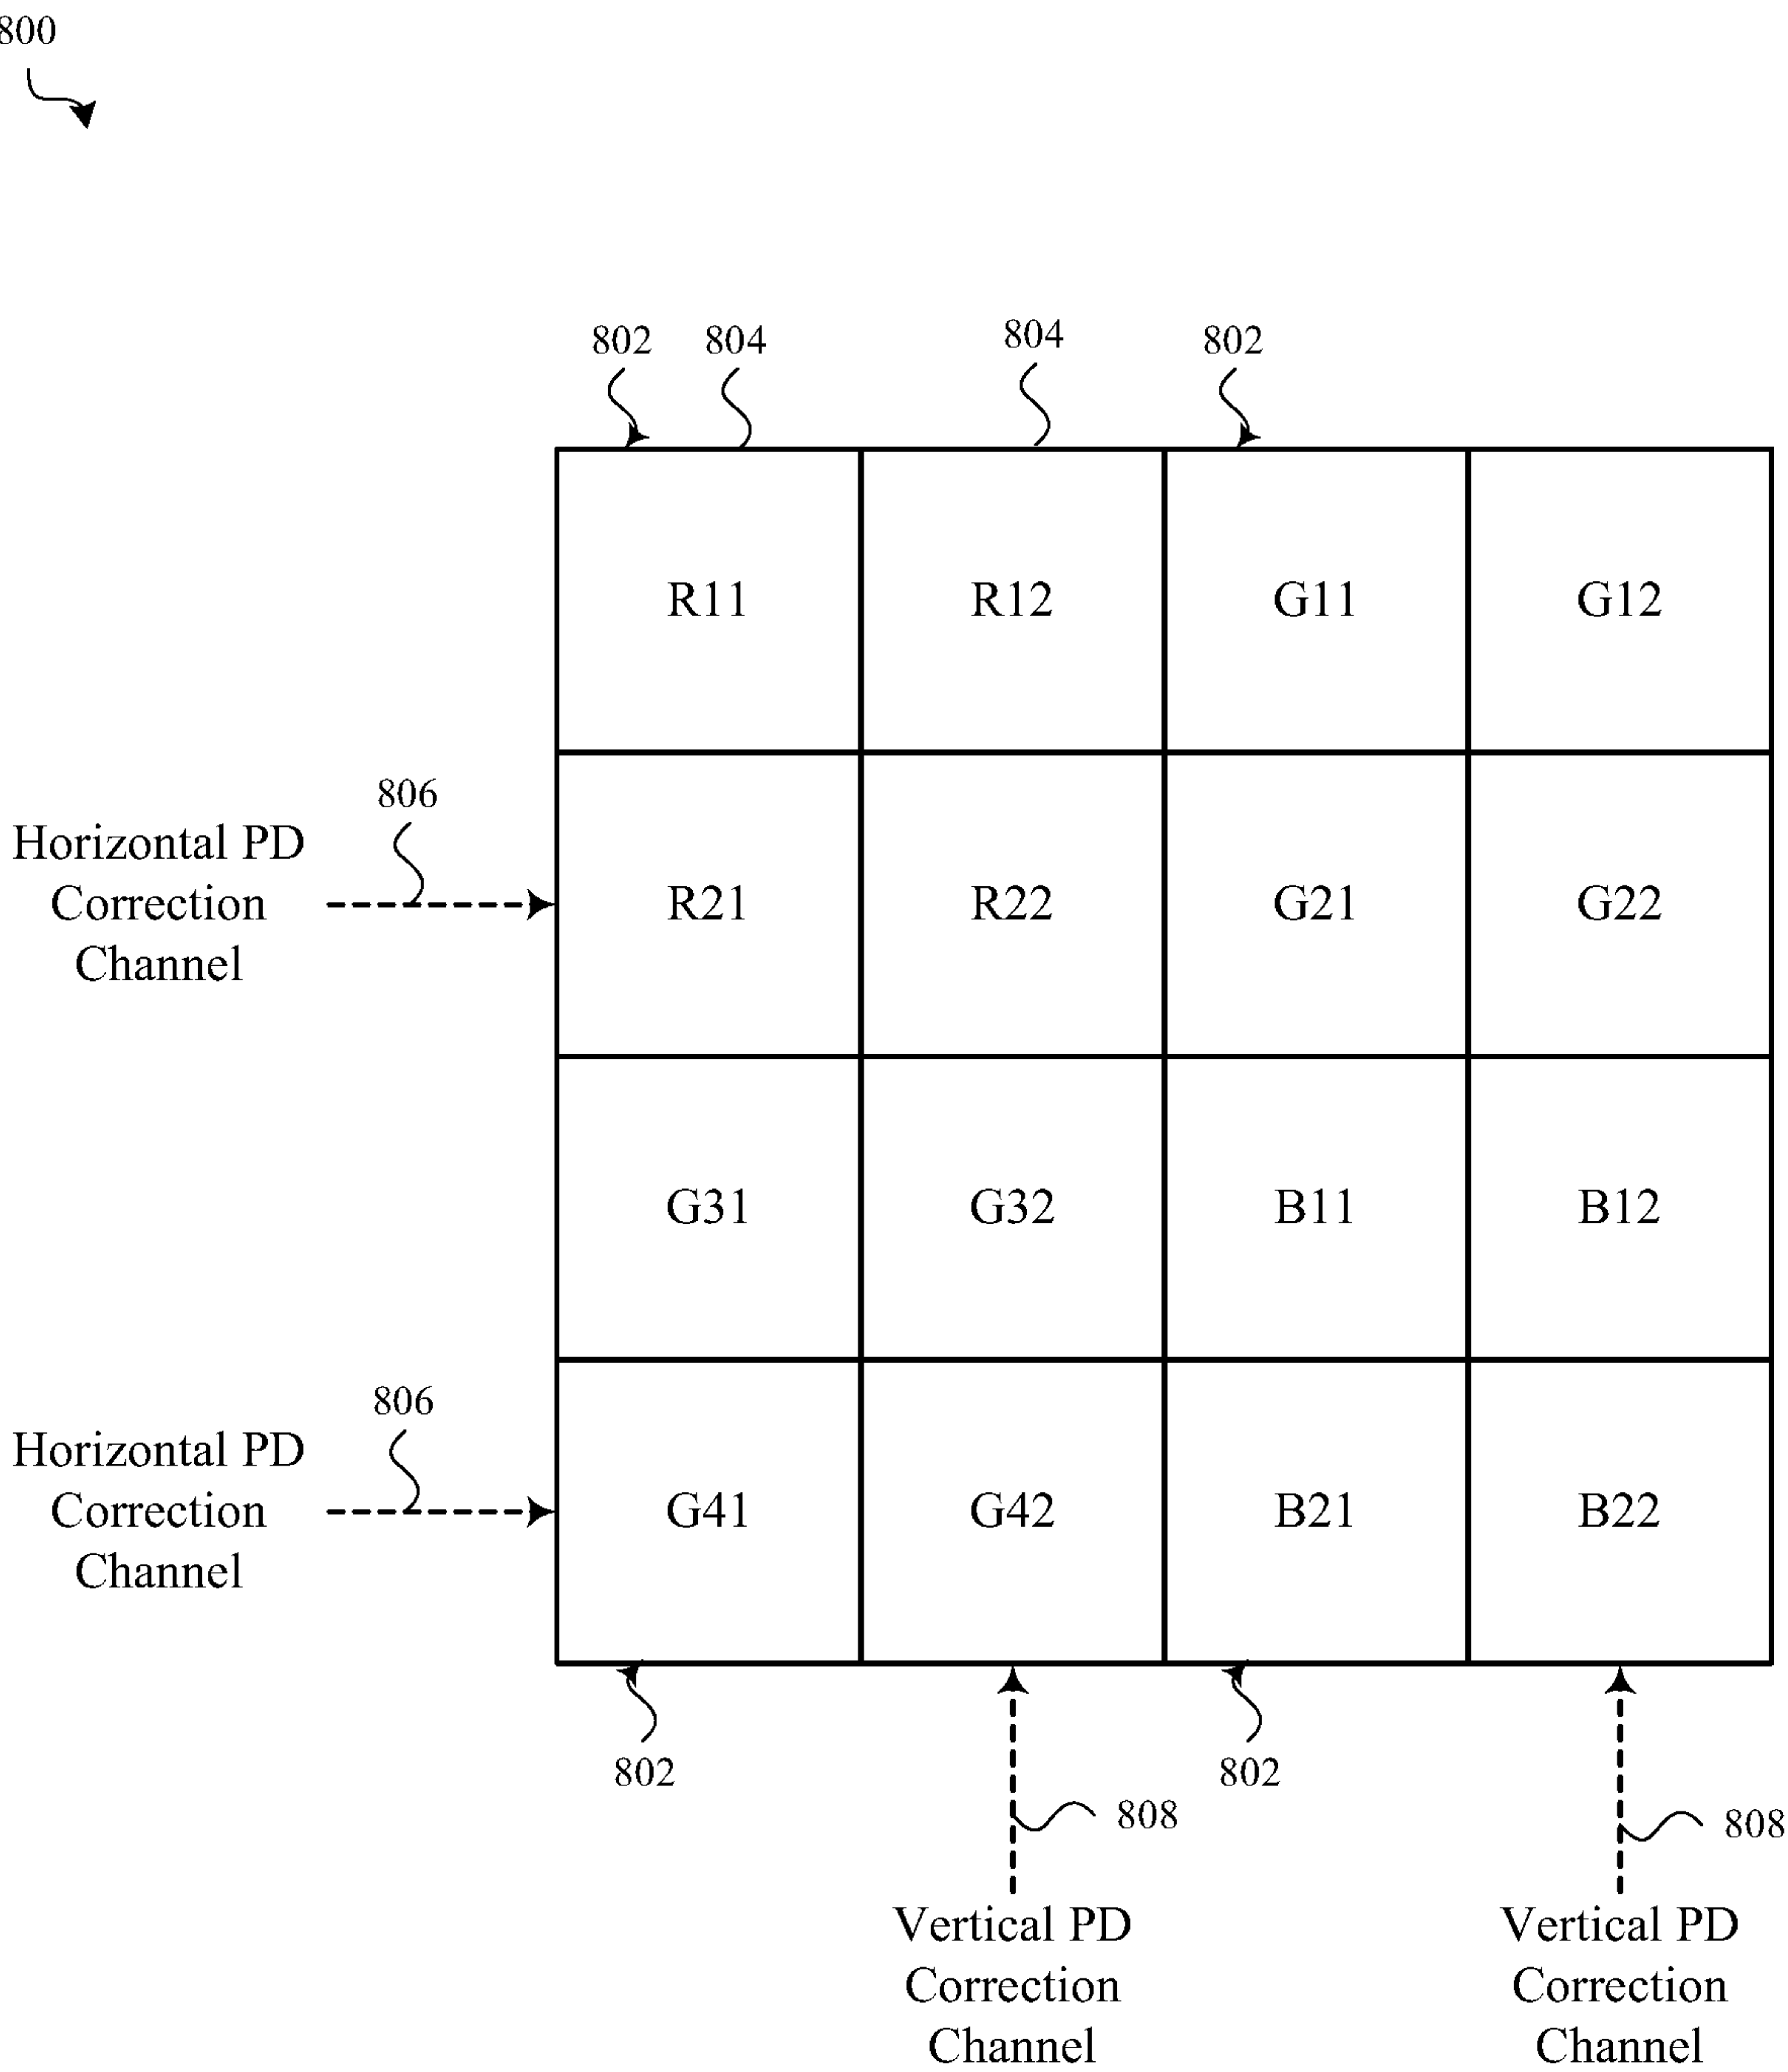 800
802 804 804 802
R11 R12 G11 G12
806
Horizontal PD
Correction
Channel
R21 R22 G21 G22
G31 G32 B11 B12
806
Horizontal PD
Correction
Channel
G41 G42 B21 B22
802 802
808 808
Vertical PD
Correction
Channel
Vertical PD
Correction
Channel